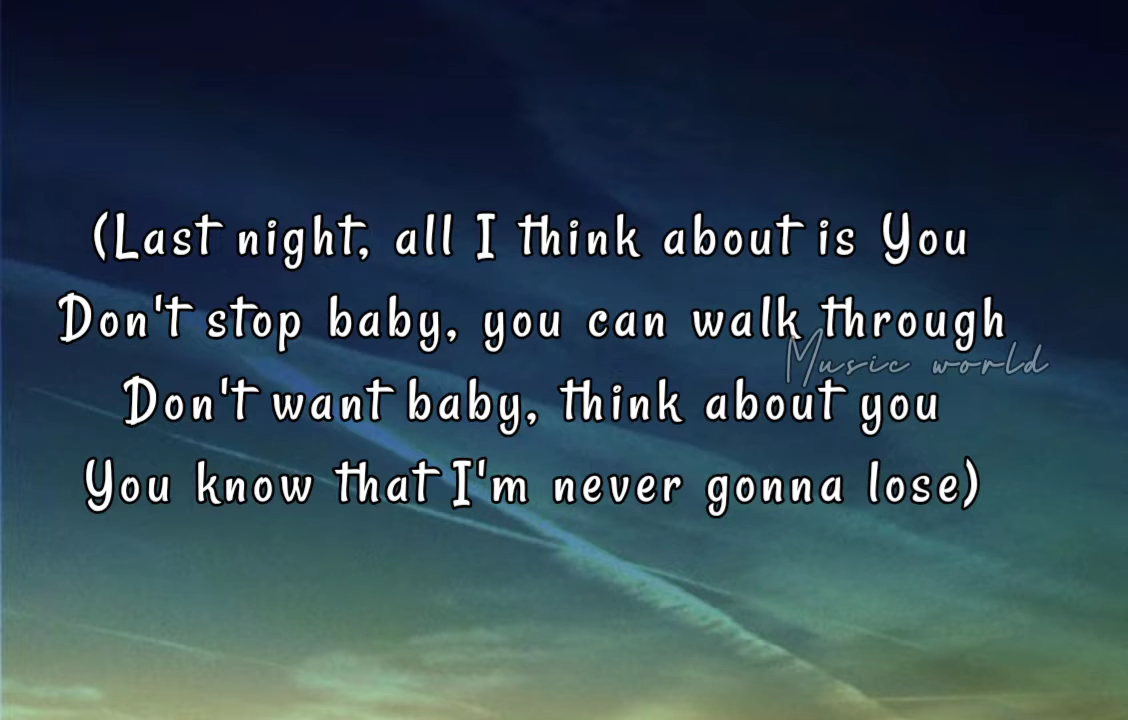 (Last night, all I think about is You
Don't stop baby, you can walk through
Music world
Don't want baby, think about you
You know that I'm never gonna lose)